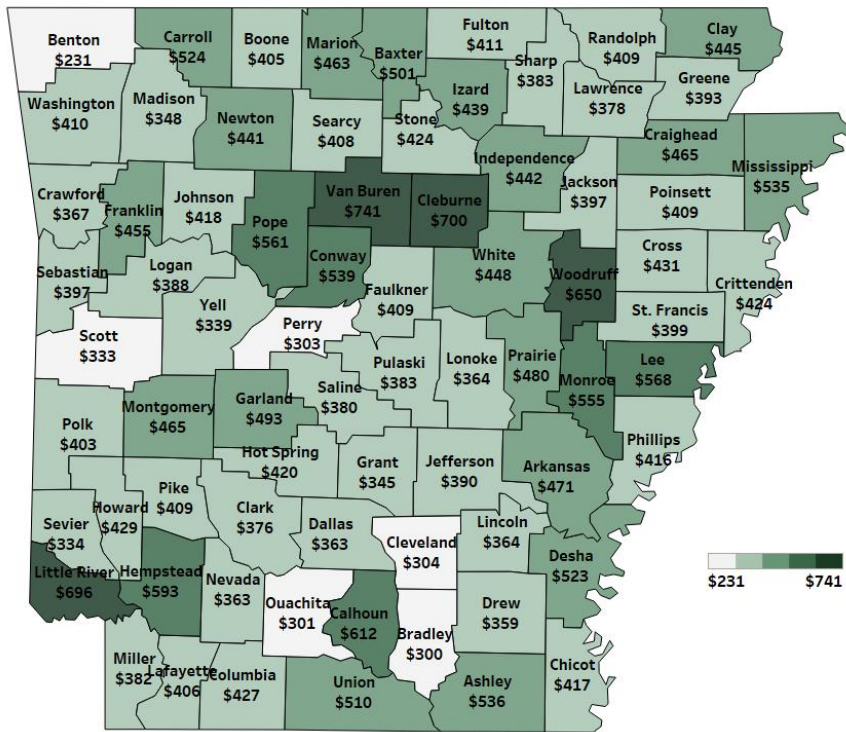 Benton
$231
Carroll
$524
Boone
$405
Marion
$463
Baxter
$501
Fulton
$411
Sharp
$383
Randolph
$409
Clay
$445
Washington
$410
Madison
$348
Newton
$441
Searcy
$408
Stone
$424
Izard
$439
Lawrence
$378
Greene
$393
Independence
$442
Craighead
$465
Mississippi
$535
Crawford
$367
Franklin
$455
Johnson
$418
Pope
$561
Van Buren
$741
Cleburne
$700
Jackson
$397
Poinsett
$409
Sebastian
$397
Logan
$388
Conway
$539
White
$448
Woodruff
$650
Cross
$431
Crittenden
$424
Scott
$333
Yell
$339
Perry
$303
Faulkner
$409
St. Francis
$399
Pulaski
$383
Lonoke
$364
Prairie
$480
Monroe
$555
Lee
$568
Polk
$403
Montgomery
$465
Garland
$493
Saline
$380
Phillips
$416
Hot Spring
$420
Grant
$345
Jefferson
$390
Arkansas
$471
Sevier
$334
Howard
$429
Pike
$409
Clark
$376
Dallas
$363
Cleveland
$304
Lincoln
$364
Desha
$523
Little River
$696
Hempstead
$593
Nevada
$363
Ouachita
$301
Calhoun
$612
Bradley
$300
Drew
$359
Miller
$382
Lafayette
$406
Columbia
$427
Union
$510
Ashley
$536
Chicot
$417
$231
$741